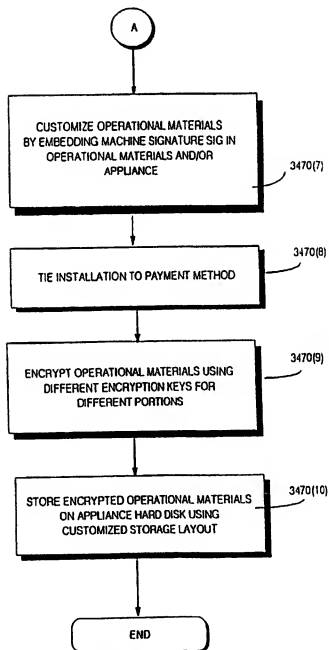 A
CUSTOMIZE OPERATIONAL MATERIALS
BY EMBEDDING MACHINE SIGNATURE SIG IN
OPERATIONAL MATERIALS AND/OR
APPLIANCE
3470(7)
TIE INSTALLATION TO PAYMENT METHOD
3470(8)
ENCRYPT OPERATIONAL MATERIALS USING
DIFFERENT ENCRYPTION KEYS FOR
DIFFERENT PORTIONS
3470(9)
STORE ENCRYPTED OPERATIONAL MATERIALS
ON APPLIANCE HARD DISK USING
CUSTOMIZED STORAGE LAYOUT
3470(10)
END